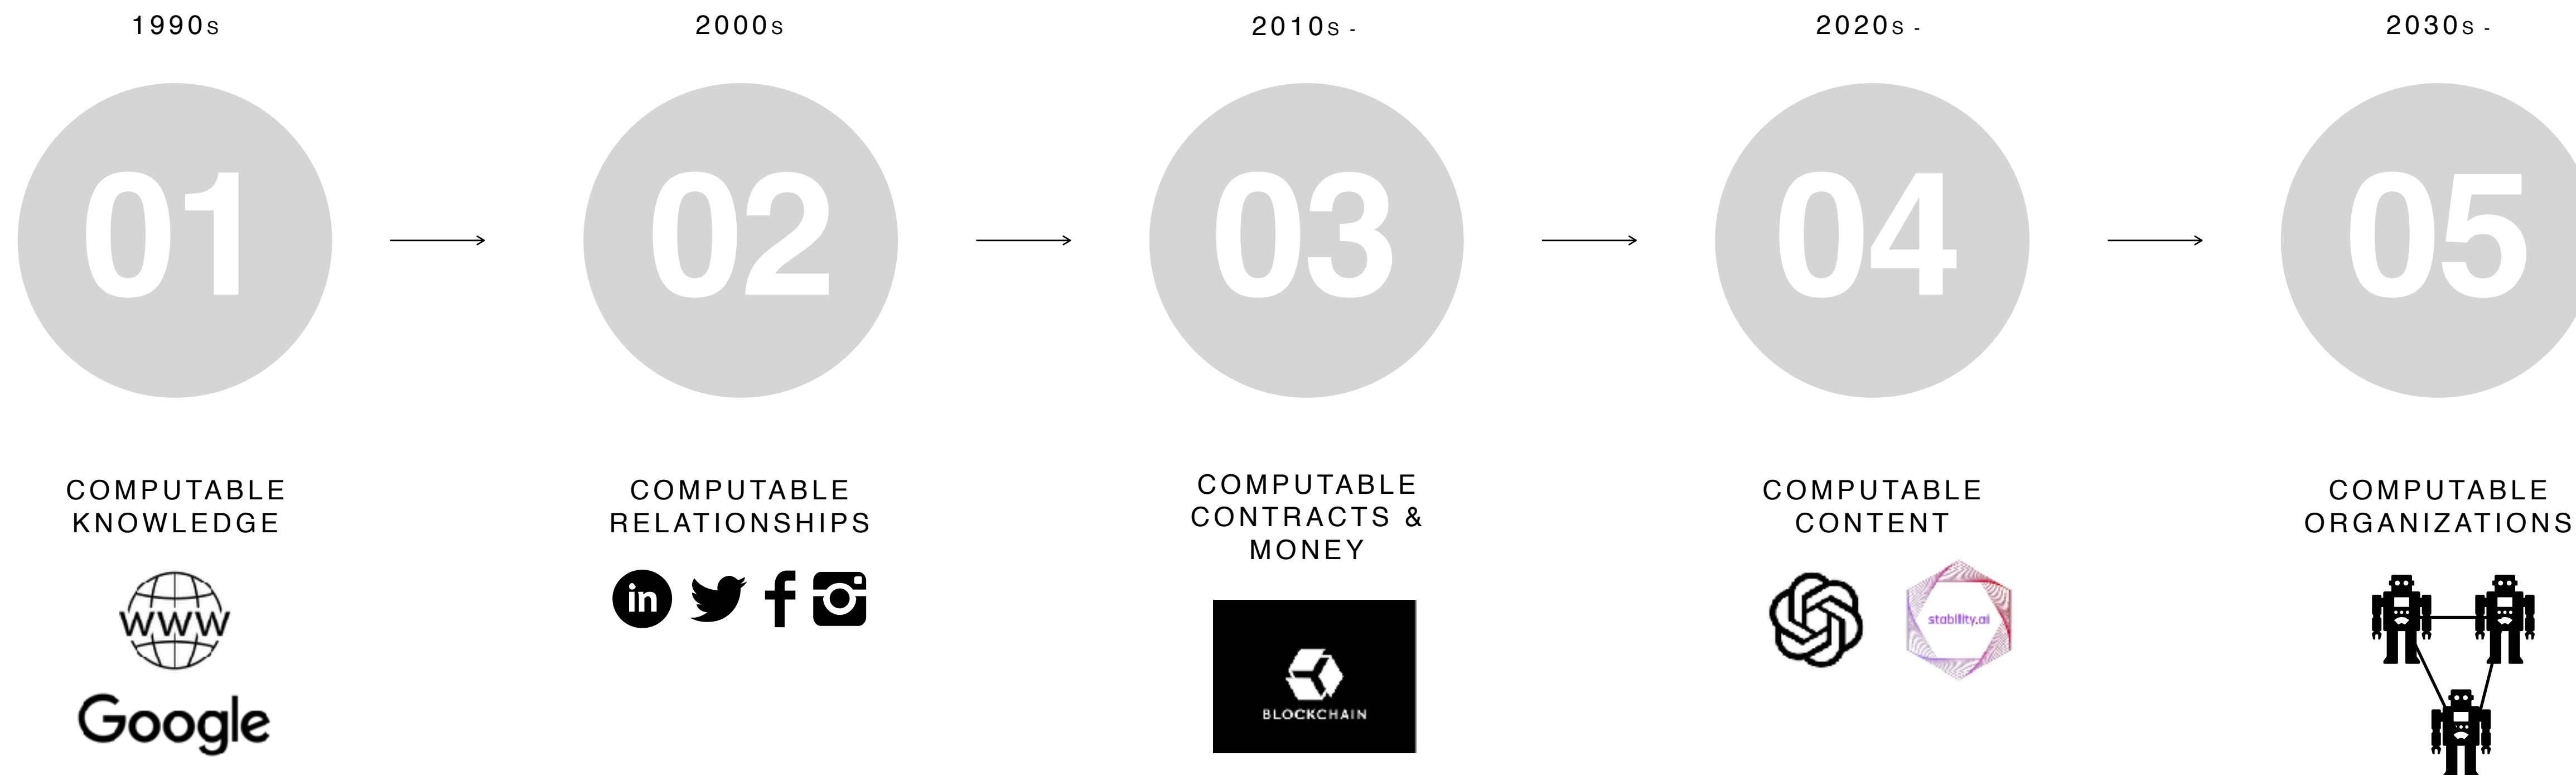 1990s
2000s
2010s -
2020s -
2030s -
01
02
03
04
05
COMPUTABLE
KNOWLEDGE
WWW
Google
COMPUTABLE
RELATIONSHIPS
in
f
COMPUTABLE
CONTRACTS &
MONEY
BLOCKCHAIN
COMPUTABLE
CONTENT
stability.ai
COMPUTABLE
ORGANIZATIONS